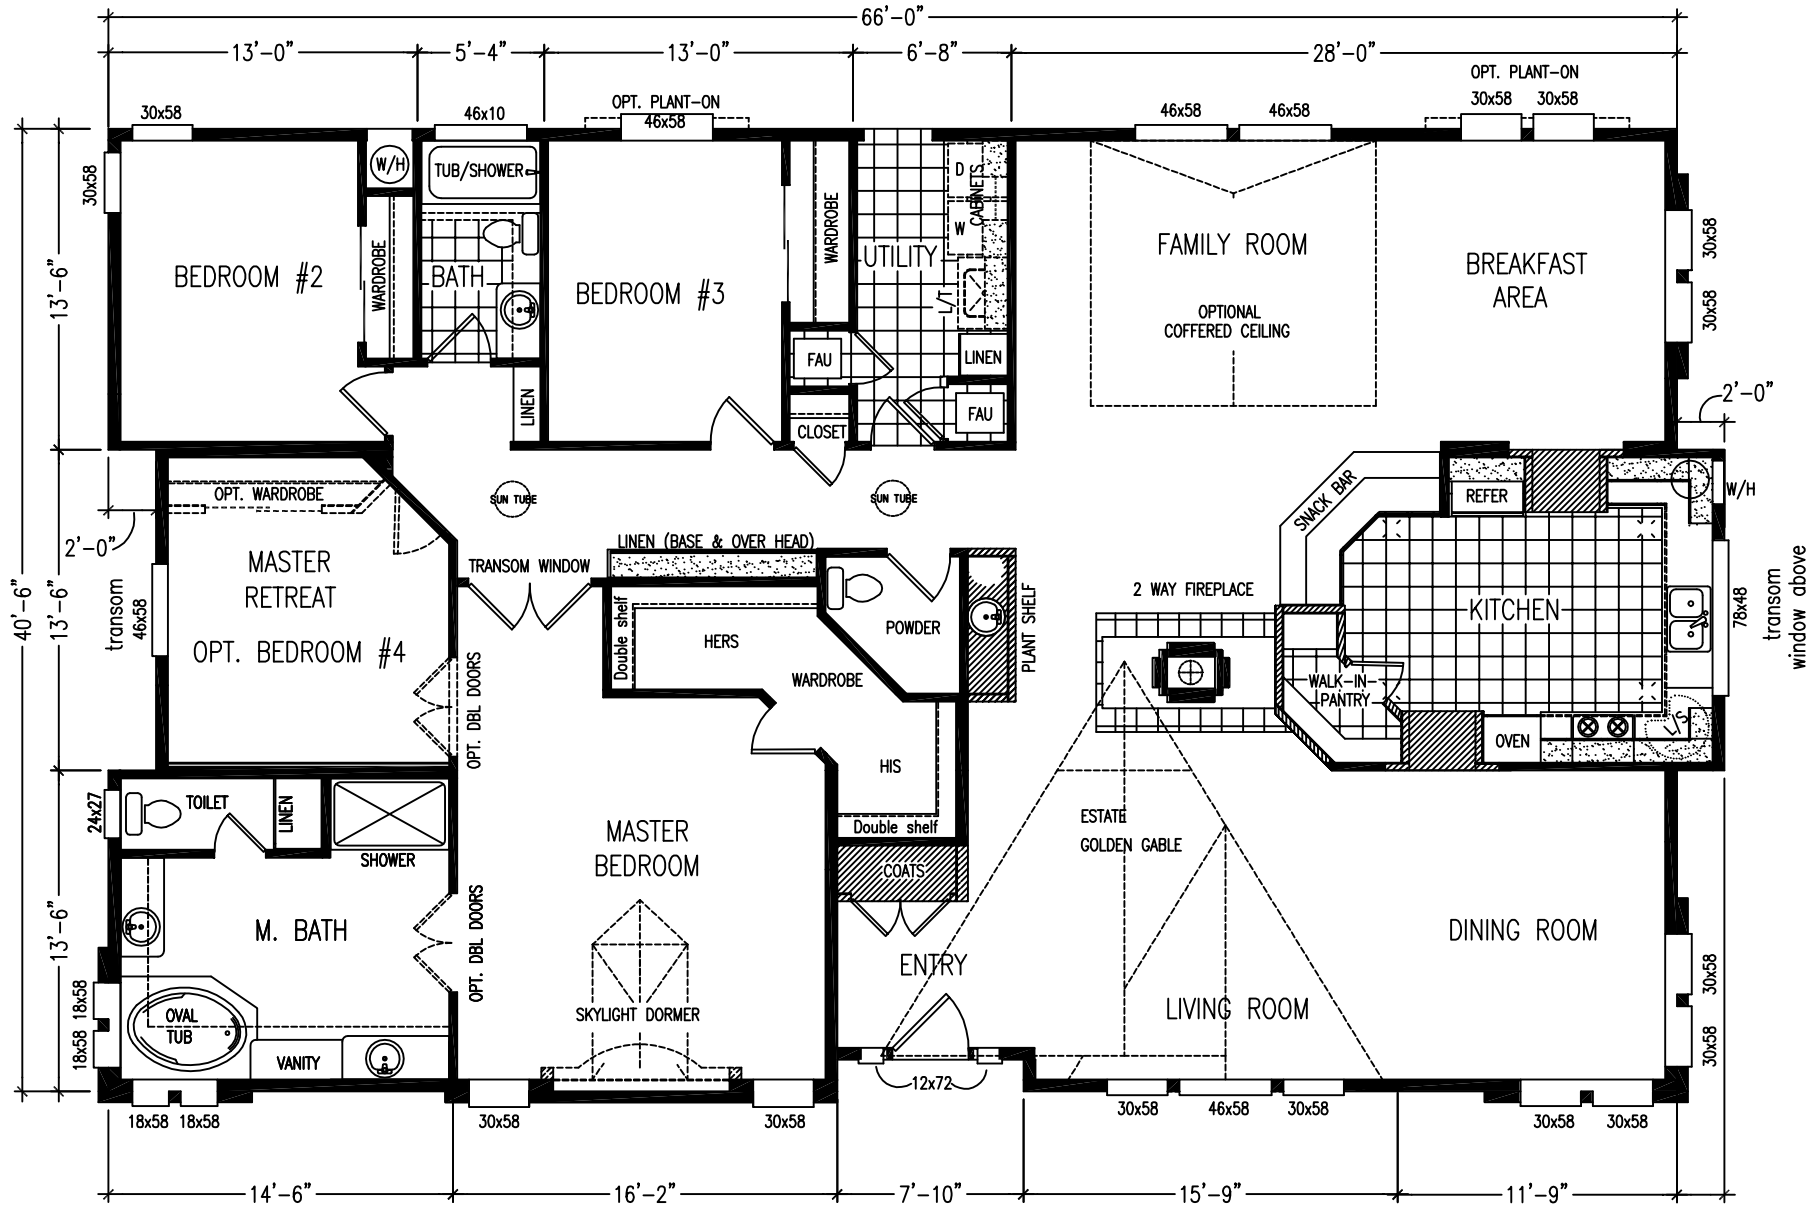 66'-0"
13'-0"
5'-4"
13'-0"
6'-8"
28'-0"
OPT. PLANT-ON
30x58
46x10
OPT. PLANT-ON
46x58
46x58
46x58
30x58
30x58
30x58
W/H
TUB/SHOWER
D
CABINETS
W
WARDROBE
WARDROBE
BEDROOM #2
BATH
BEDROOM #3
UTILITY
L/T
FAMILY ROOM
BREAKFAST
AREA
OPTIONAL
COFFERED CEILING
30x58
30x58
13'-6"
FAU
LINEN
LINEN
FAU
CLOSET
2'-0"
OPT. WARDROBE
SUN TUBE
SUN TUBE
SNACK BAR
REFER
W/H
2'-0"
LINEN (BASE & OVER HEAD)
TRANSOM WINDOW
MASTER
RETREAT
OPT. BEDROOM #4
transom
46x58
40'-6"
13'-6"
Double shelf
HERS
POWDER
PLANT SHELF
2 WAY FIREPLACE
KITCHEN
78x48
transom
window above
WARDROBE
WALK-IN-
PANTRY
OPT. DBL DOORS
HIS
OVEN
L/S
TOILET
LINEN
24x27
SHOWER
MASTER
BEDROOM
Double shelf
ESTATE
GOLDEN GABLE
COATS
M. BATH
OPT. DBL DOORS
13'-6"
ENTRY
DINING ROOM
LIVING ROOM
30x58
30x58
18x58
18x58
OVAL
TUB
VANITY
SKYLIGHT DORMER
12x72
18x58
18x58
30x58
30x58
30x58
46x58
30x58
30x58
30x58
14'-6"
16'-2"
7'-10"
15'-9"
11'-9"